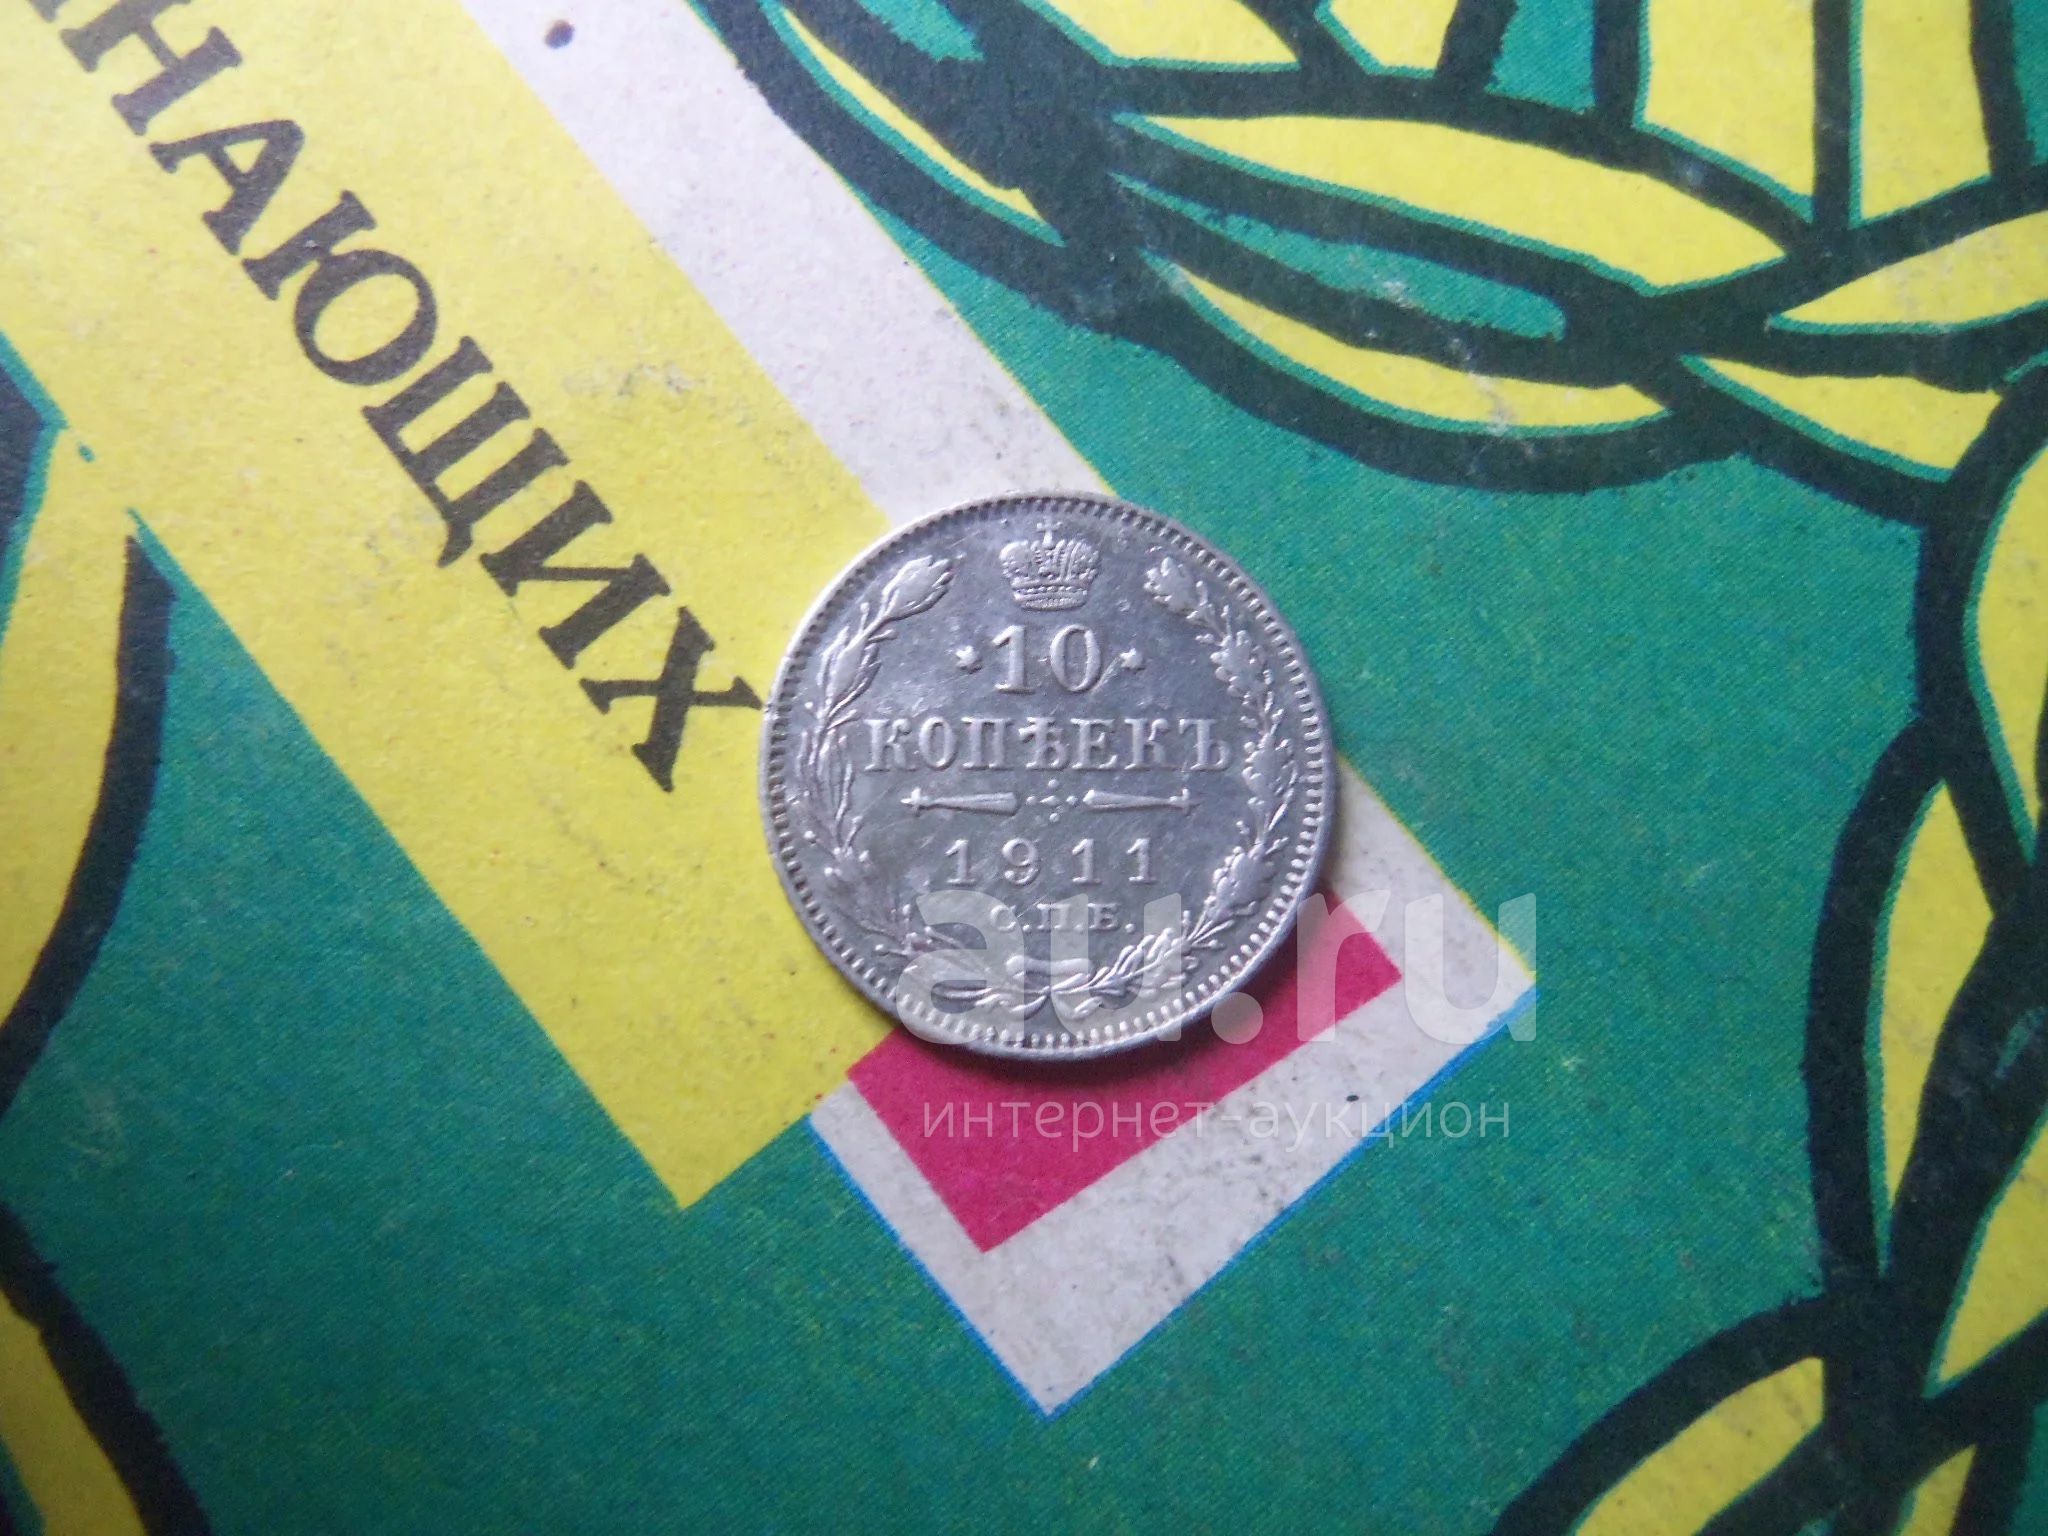 НАЮЩИХ
10
КОПѢЕКЪ
1911
С.П.Б.
au.ru
интернет-аукцион